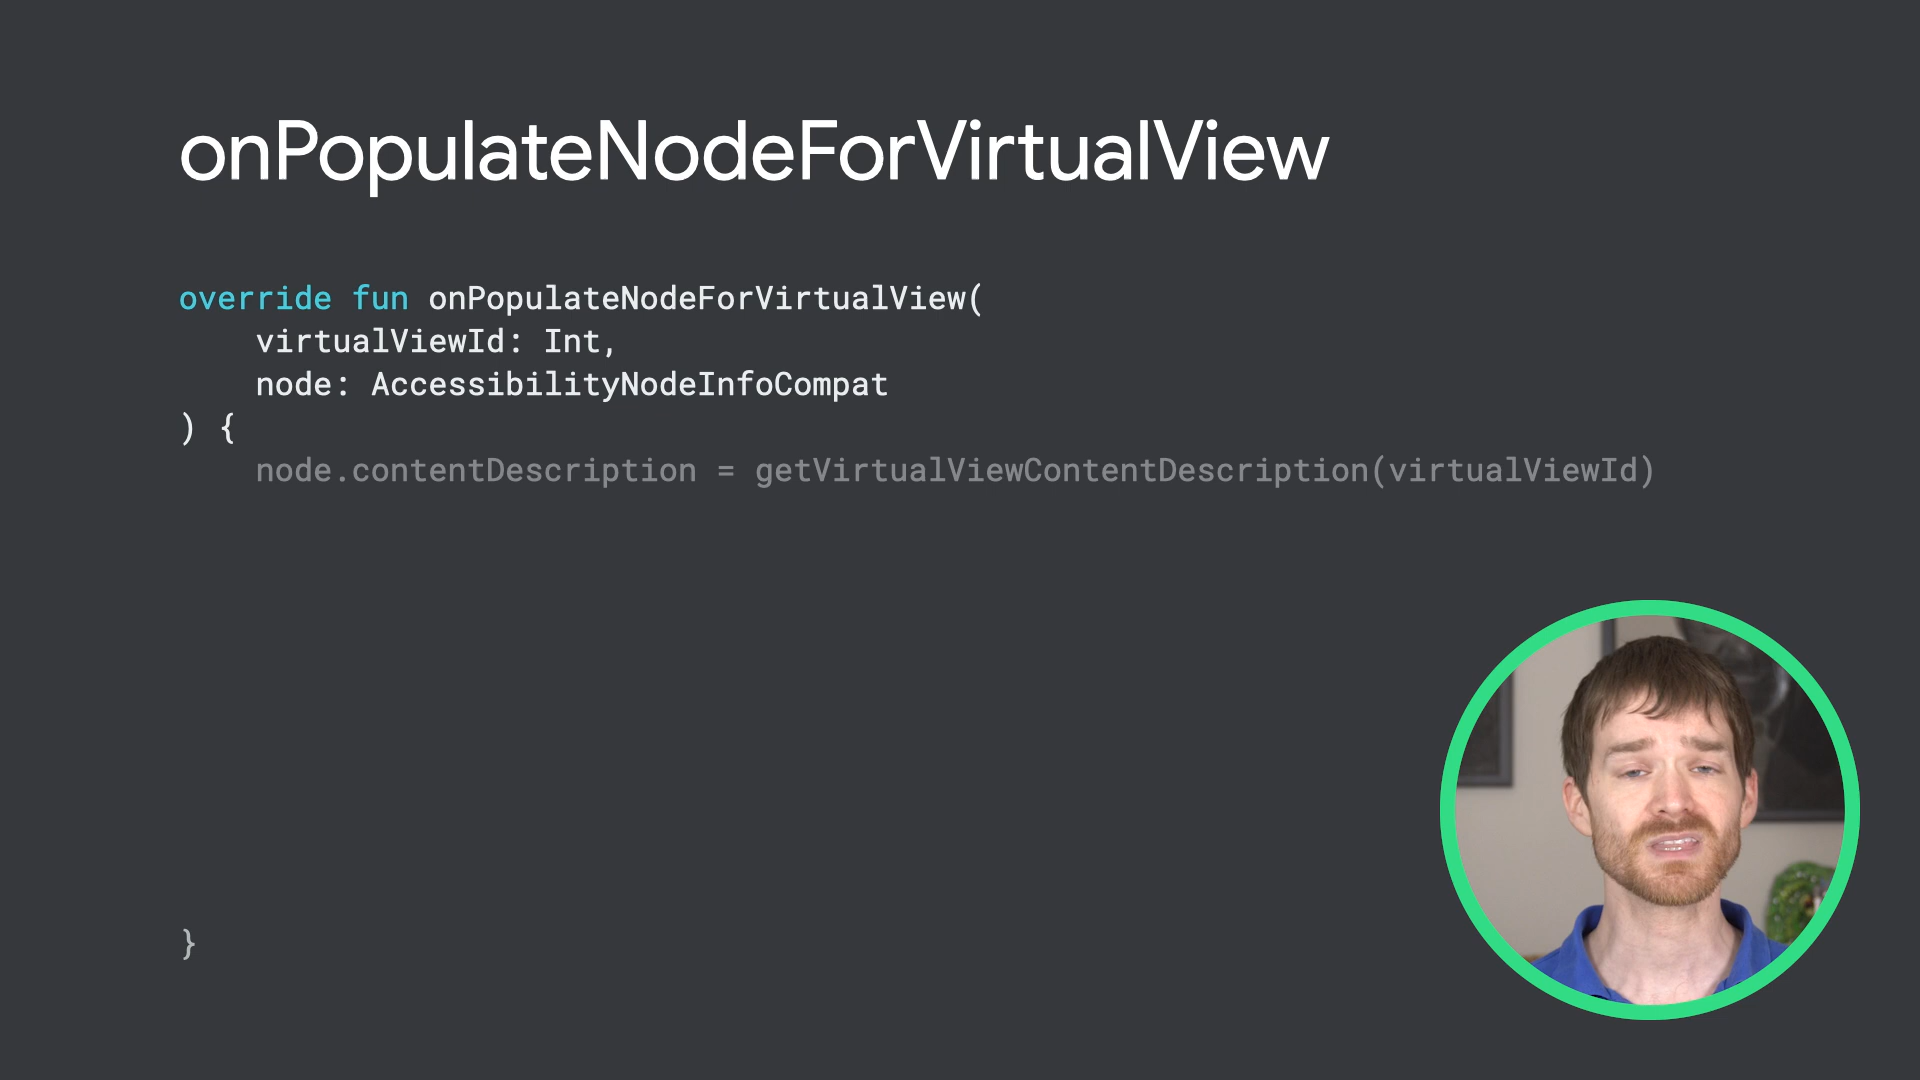 onPopulateNodeForVirtualView
override fun onPopulateNodeForVirtualView(
    virtualViewId: Int,
    node: AccessibilityNodeInfoCompat
) {
    node.contentDescription = getVirtualViewContentDescription(virtualViewId)
}